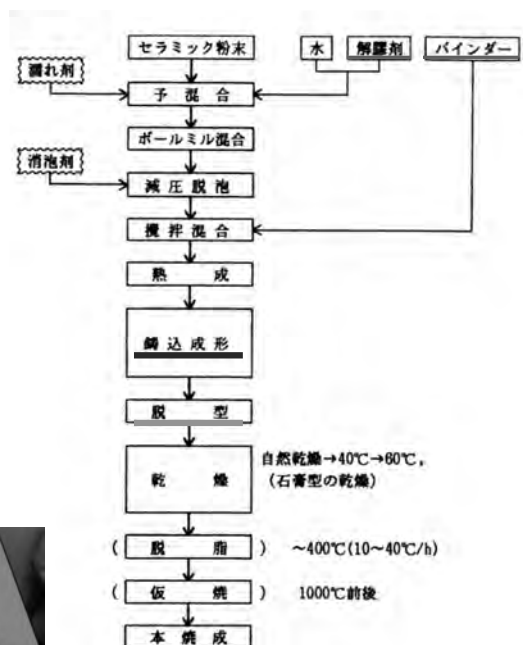 セラミック粉末
水
解膠剤
バインダー
濡れ剤
予混合
ボールミル混合
消泡剤
減圧脱泡
攪拌混合
熟成
鋳込成形
脱型
乾燥
自然乾燥→40℃→60℃,
(石膏型の乾燥)
(脱脂) ~400℃(10~40℃/h)
(仮焼) 1000℃前後
本焼成